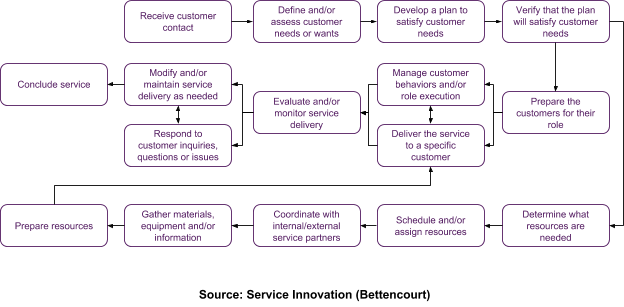 Receive customer
contact
Define and/or
assess customer
needs or wants
Develop a plan to
satisfy customer
needs
Verify that the plan
will satisfy customer
needs
Conclude service
Modify and/or
maintain service
delivery as needed
Evaluate and/or
monitor service
delivery
Manage customer
behaviors and/or
role execution
Prepare the
customers for their
role
Respond to
customer inquiries,
questions or issues
Deliver the service
to a specific
customer
Prepare resources
Gather materials,
equipment and/or
information
Coordinate with
internal/external
service partners
Schedule and/or
assign resources
Determine what
resources are
needed
Source: Service Innovation (Bettencourt)